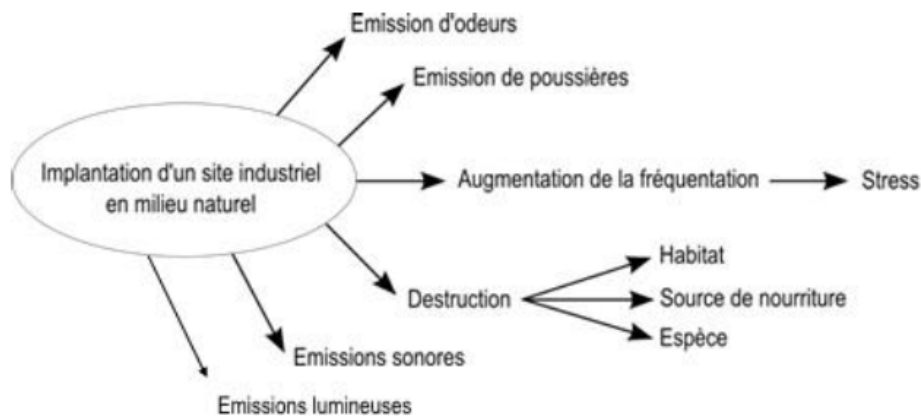 Emission d'odeurs
Emission de poussières
Implantation d'un site industriel
en milieu naturel
Augmentation de la fréquentation
Stress
Habitat
Destruction
Source de nourriture
Espèce
Emissions sonores
Emissions lumineuses